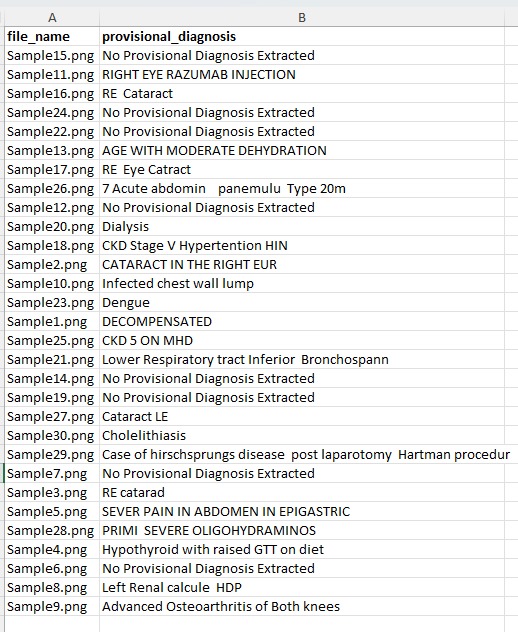 A B
file_name provisional_diagnosis
Sample15.png No Provisional Diagnosis Extracted
Sample11.png RIGHT EYE RAZUMAB INJECTION
Sample16.png RE Cataract
Sample24.png No Provisional Diagnosis Extracted
Sample22.png No Provisional Diagnosis Extracted
Sample13.png AGE WITH MODERATE DEHYDRATION
Sample17.png RE Eye Catract
Sample26.png 7 Acute abdomin panemulu Type 20m
Sample12.png No Provisional Diagnosis Extracted
Sample20.png Dialysis
Sample18.png CKD Stage V Hypertention HIN
Sample2.png CATARACT IN THE RIGHT EUR
Sample10.png Infected chest wall lump
Sample23.png Dengue
Sample1.png DECOMPENSATED
Sample25.png CKD 5 ON MHD
Sample21.png Lower Respiratory tract Inferior Bronchospann
Sample14.png No Provisional Diagnosis Extracted
Sample19.png No Provisional Diagnosis Extracted
Sample27.png Cataract LE
Sample30.png Cholelithiasis
Sample29.png Case of hirschsprungs disease post laparotomy Hartman procedur
Sample7.png No Provisional Diagnosis Extracted
Sample3.png RE catarad
Sample5.png SEVER PAIN IN ABDOMEN IN EPIGASTRIC
Sample28.png PRIMI SEVERE OLIGOHYDRAMINOS
Sample4.png Hypothyroid with raised GTT on diet
Sample6.png No Provisional Diagnosis Extracted
Sample8.png Left Renal calcule HDP
Sample9.png Advanced Osteoarthritis of Both knees